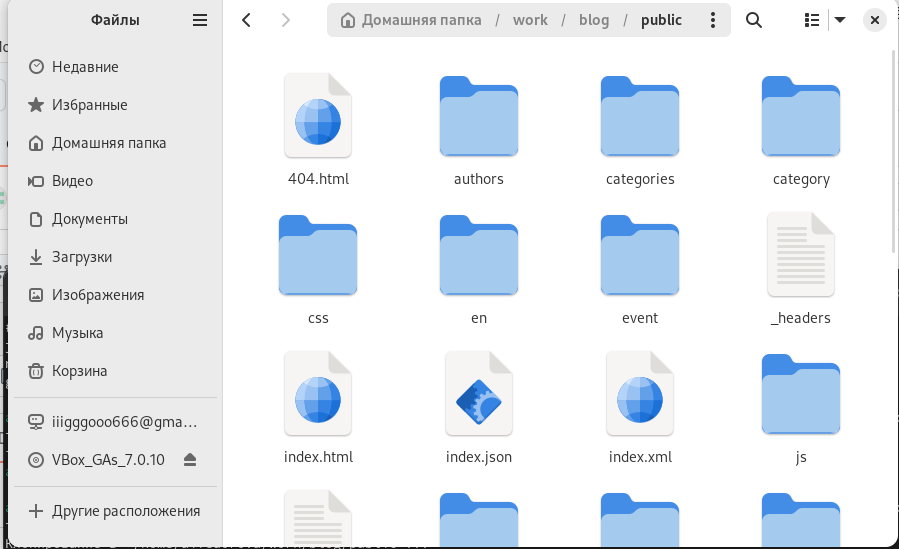 Файлы
Домашняя папка / work / blog / public
Недавние
Избранные
Домашняя папка
Видео
Документы
Загрузки
Изображения
Музыка
Корзина
iiigggooo666@gma...
VBox_GAs_7.0.10
Другие расположения
404.html
authors
categories
category
css
en
event
_headers
index.html
index.json
index.xml
js